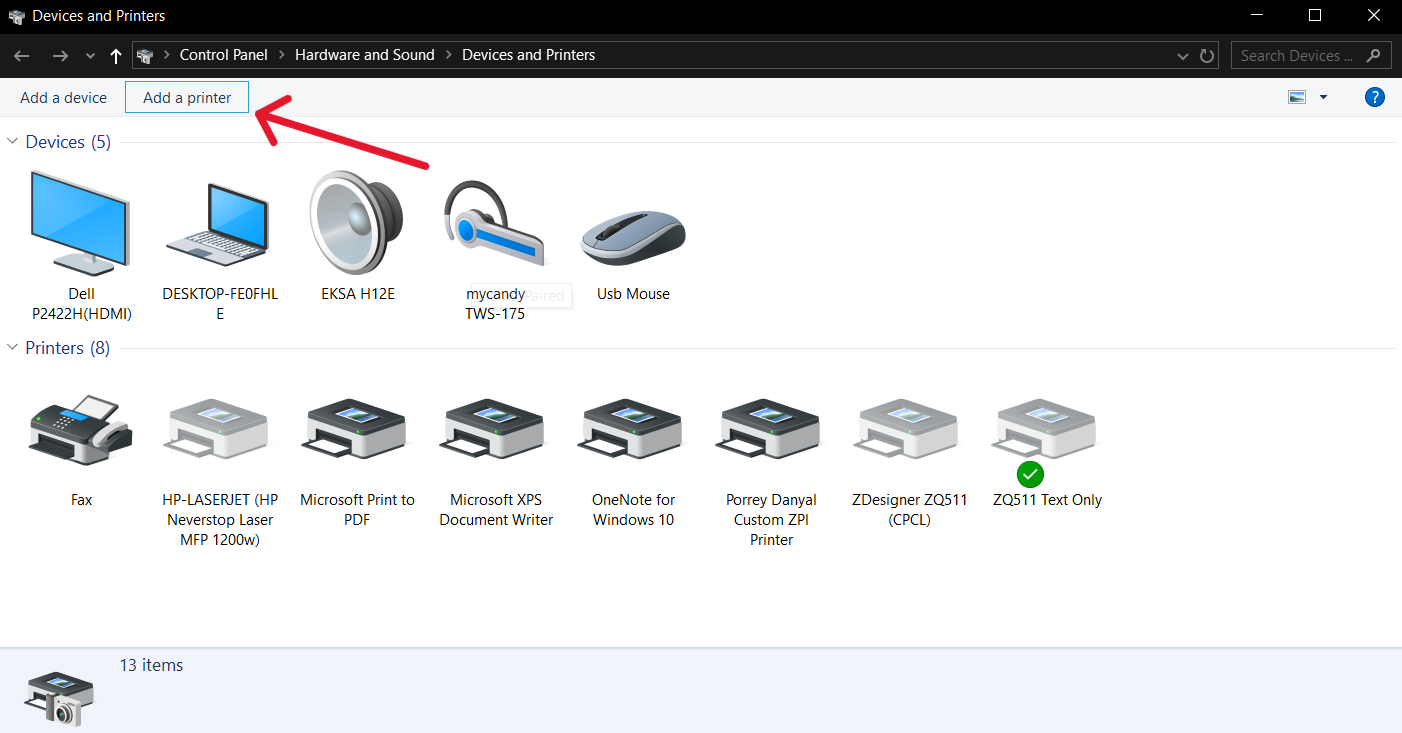 Devices and Printers
Control Panel > Hardware and Sound > Devices and Printers
Search Devices ...
Add a device
Add a printer
?
Devices (5)
Dell
P2422H(HDMI)
DESKTOP-FE0FHL
E
EKSA H12E
mycandy
TWS-175
Paired
Usb Mouse
Printers (8)
Fax
HP-LASERJET (HP
Neverstop Laser
MFP 1200w)
Microsoft Print to
PDF
Microsoft XPS
Document Writer
OneNote for
Windows 10
Porrey Danyal
Custom ZPI
Printer
ZDesigner ZQ511
(CPCL)
ZQ511 Text Only
13 items